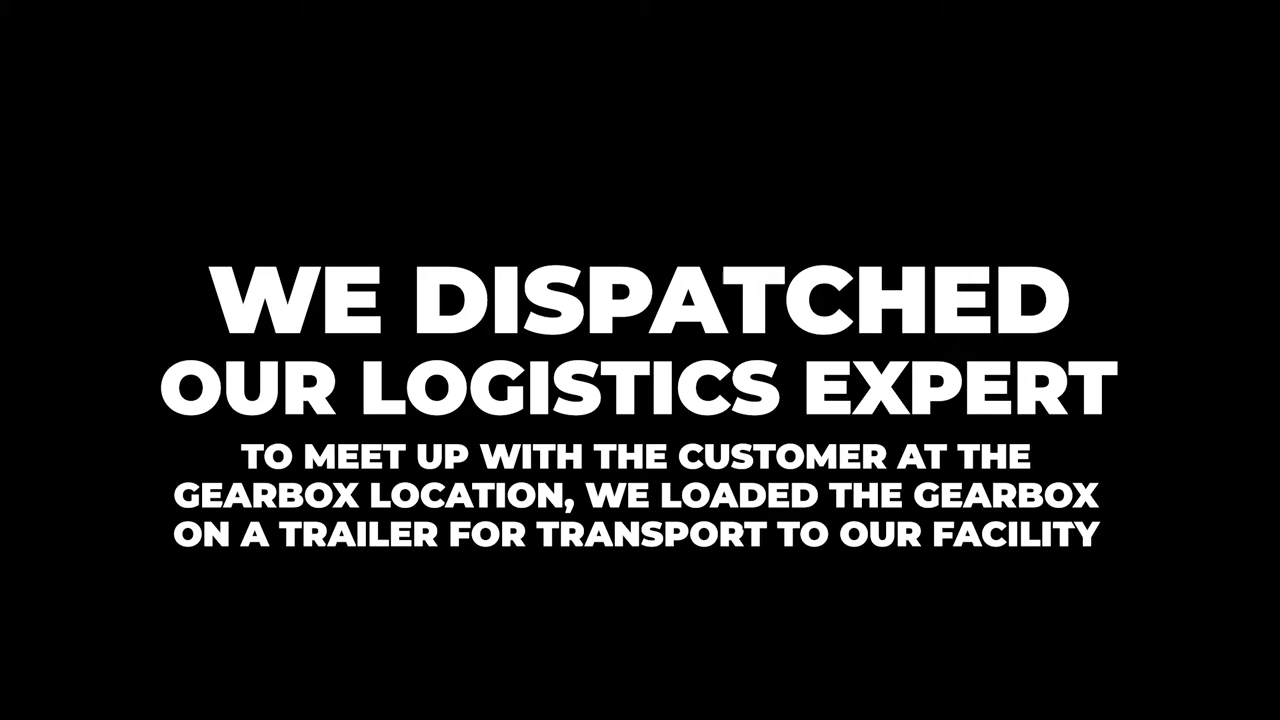 WE DISPATCHED
OUR LOGISTICS EXPERT
TO MEET UP WITH THE CUSTOMER AT THE
GEARBOX LOCATION, WE LOADED THE GEARBOX
ON A TRAILER FOR TRANSPORT TO OUR FACILITY